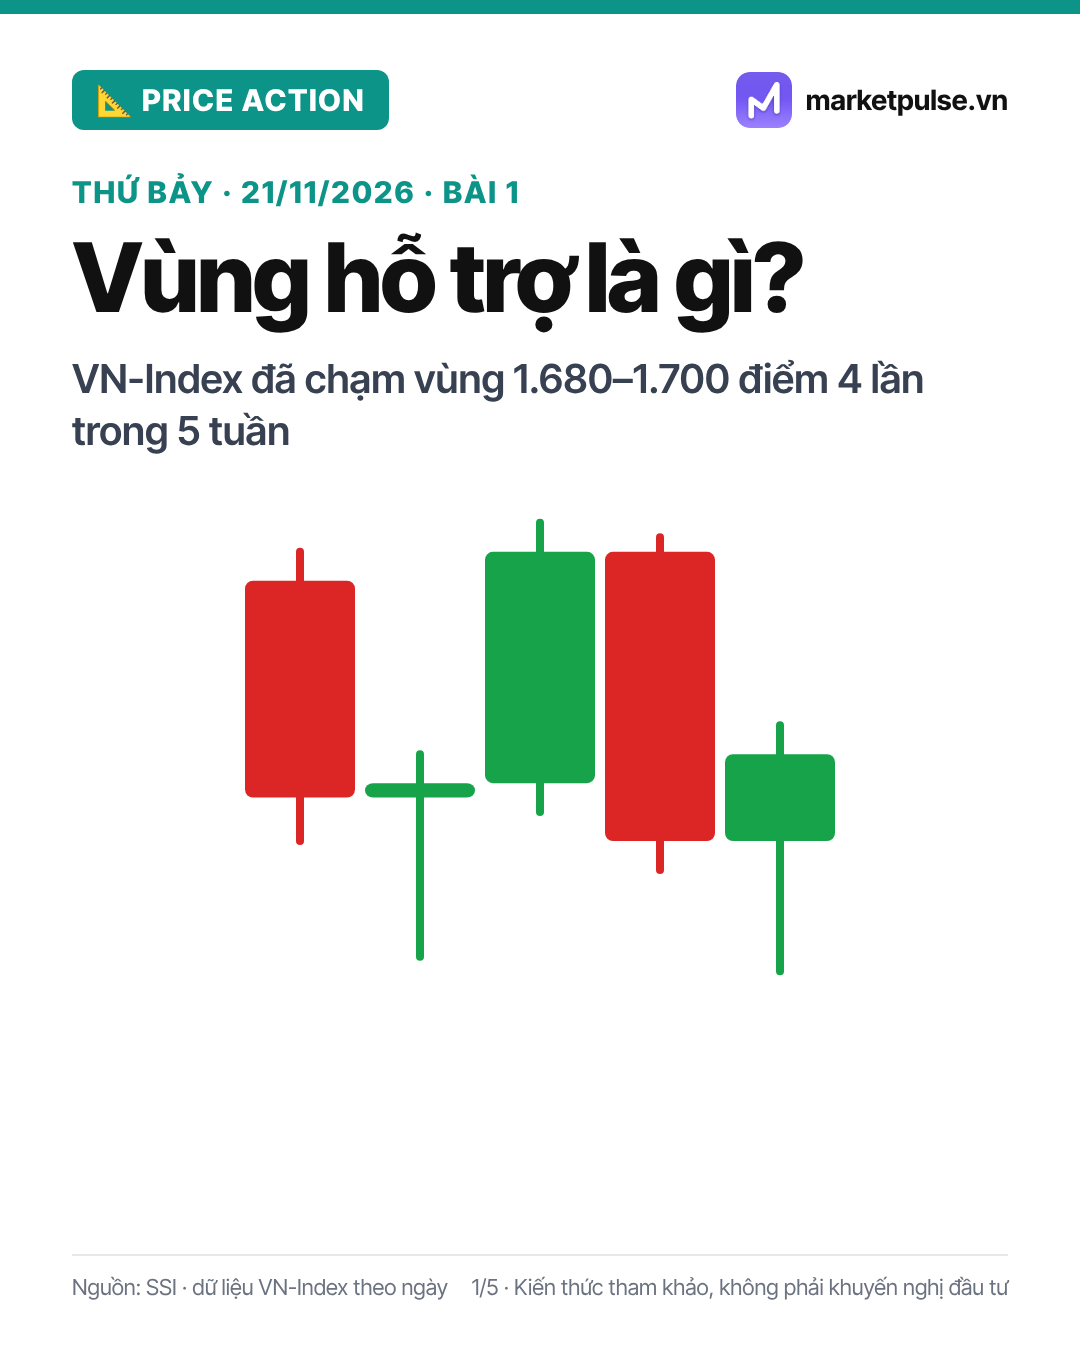 📐 PRICE ACTION
marketpulse.vn
THỨ BẢY · 21/11/2026 · BÀI 1
Vùng hỗ trợ là gì?
VN-Index đã chạm vùng 1.680–1.700 điểm 4 lần
trong 5 tuần
Nguồn: SSI · dữ liệu VN-Index theo ngày
1/5 · Kiến thức tham khảo, không phải khuyến nghị đầu tư